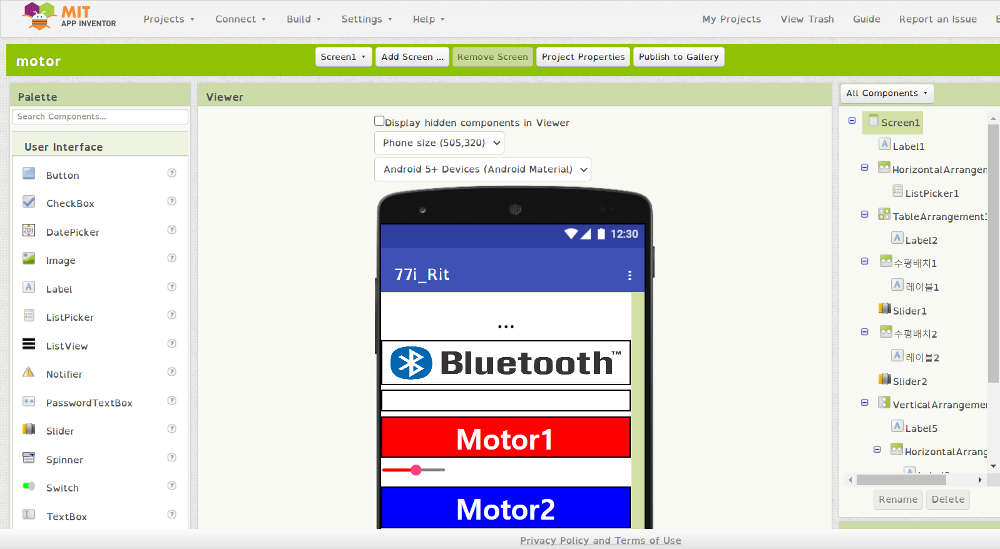 MIT
APP INVENTOR
Projects
Connect
Build
Settings
Help
My Projects
View Trash
Guide
Report an Issue
motor
Screen1
Add Screen ...
Remove Screen
Project Properties
Publish to Gallery
Palette
Search Components...
User Interface
Button
CheckBox
DatePicker
Image
Label
ListPicker
ListView
Notifier
PasswordTextBox
Slider
Spinner
Switch
TextBox
Viewer
Display hidden components in Viewer
Phone size (505,320)
Android 5+ Devices (Android Material)
12:30
77i_Rit
...
Bluetooth™
Motor1
Motor2
All Components
Screen1
Label1
HorizontalArrangem
ListPicker1
TableArrangement1
Label2
수평배치1
레이블1
Slider1
수평배치2
레이블2
Slider2
VerticalArrangemen
Label5
HorizontalArrang
Rename
Delete
Privacy Policy and Terms of Use